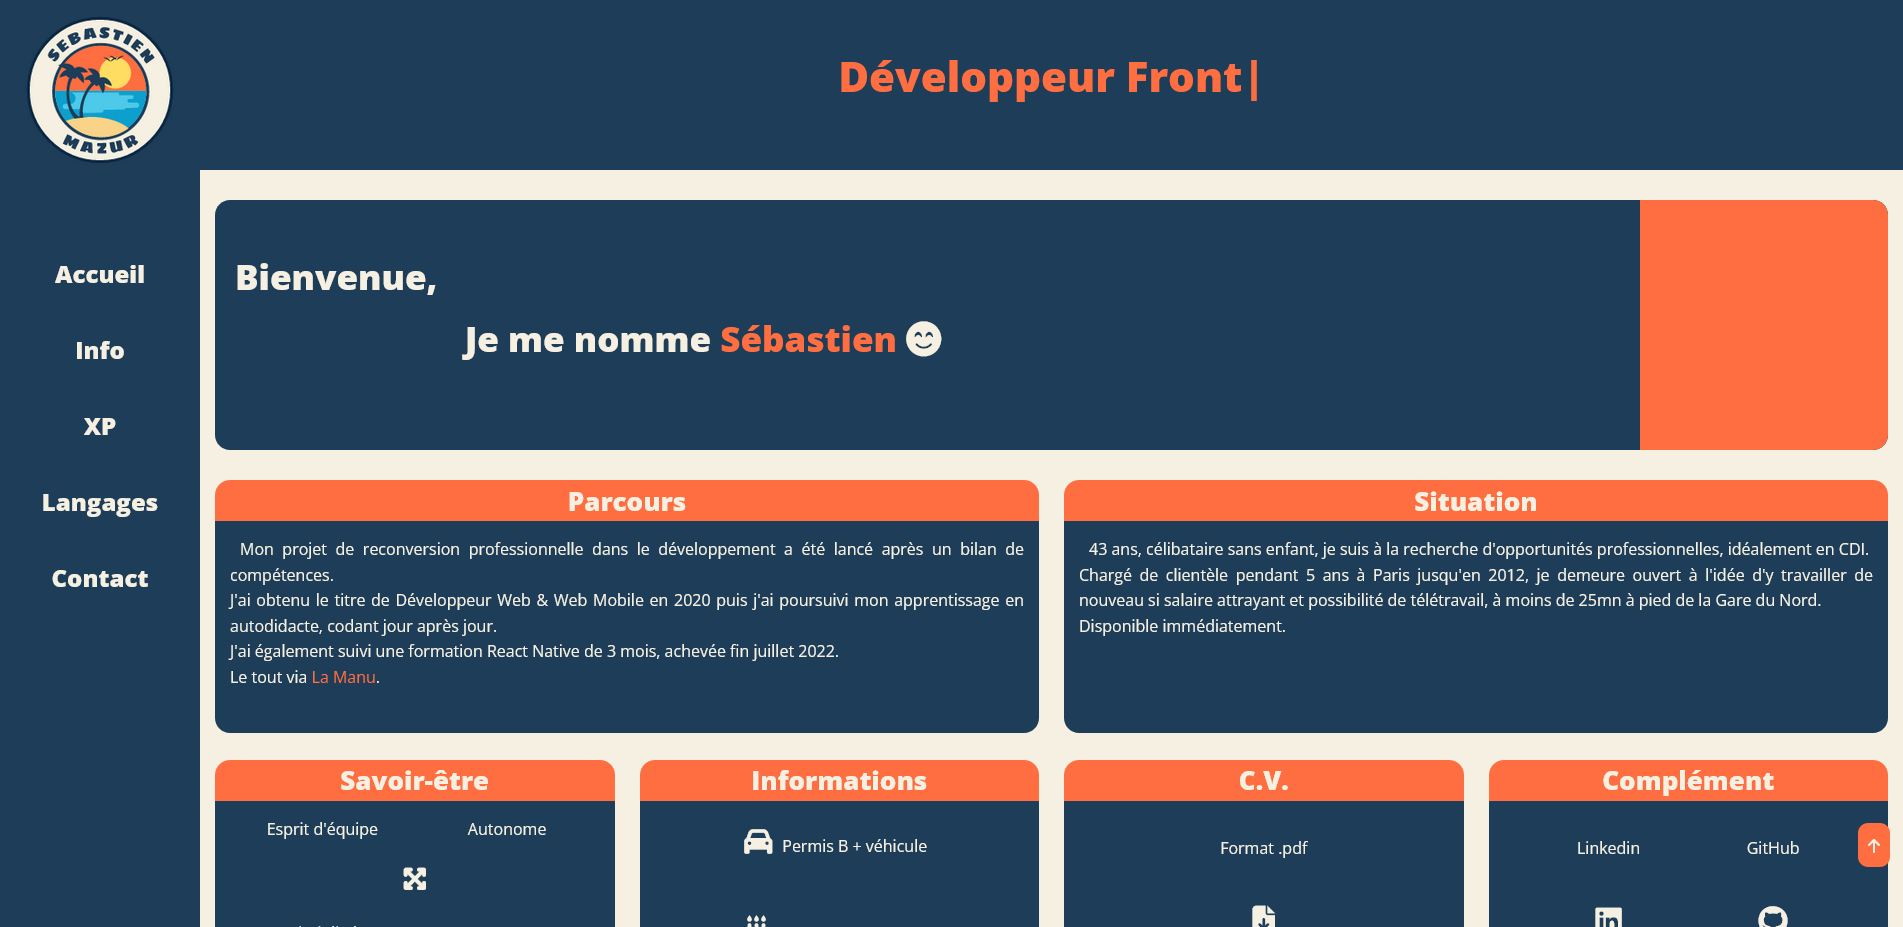 SEBASTIEN
MAZUR
Développeur Front|
Accueil
Info
XP
Langages
Contact
Bienvenue,
Je me nomme Sébastien
Parcours
Mon projet de reconversion professionnelle dans le développement a été lancé après un bilan de
compétences.
J'ai obtenu le titre de Développeur Web & Web Mobile en 2020 puis j'ai poursuivi mon apprentissage en
autodidacte, codant jour après jour.
J'ai également suivi une formation React Native de 3 mois, achevée fin juillet 2022.
Le tout via La Manu.
Situation
43 ans, célibataire sans enfant, je suis à la recherche d'opportunités professionnelles, idéalement en CDI.
Chargé de clientèle pendant 5 ans à Paris jusqu'en 2012, je demeure ouvert à l'idée d'y travailler de
nouveau si salaire attrayant et possibilité de télétravail, à moins de 25mn à pied de la Gare du Nord.
Disponible immédiatement.
Savoir-être
Esprit d'équipe
Autonome
Informations
Permis B + véhicule
C.V.
Format .pdf
Complément
Linkedin
GitHub